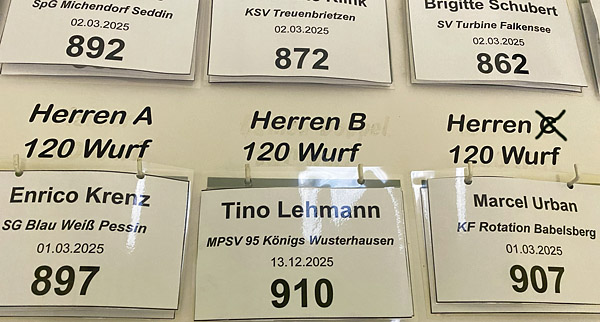 SpG Michendorf Seddin
02.03.2025
892
KSV Treuenbrietzen
02.03.2025
872
Brigitte Schubert
SV Turbine Falkensee
02.03.2025
862
Herren A
120 Wurf
Enrico Krenz
SG Blau Weiß Pessin
01.03.2025
897
Herren B
120 Wurf
Tino Lehmann
MPSV 95 Königs Wusterhausen
13.12.2025
910
Herren
120 Wurf
Marcel Urban
KF Rotation Babelsberg
01.03.2025
907